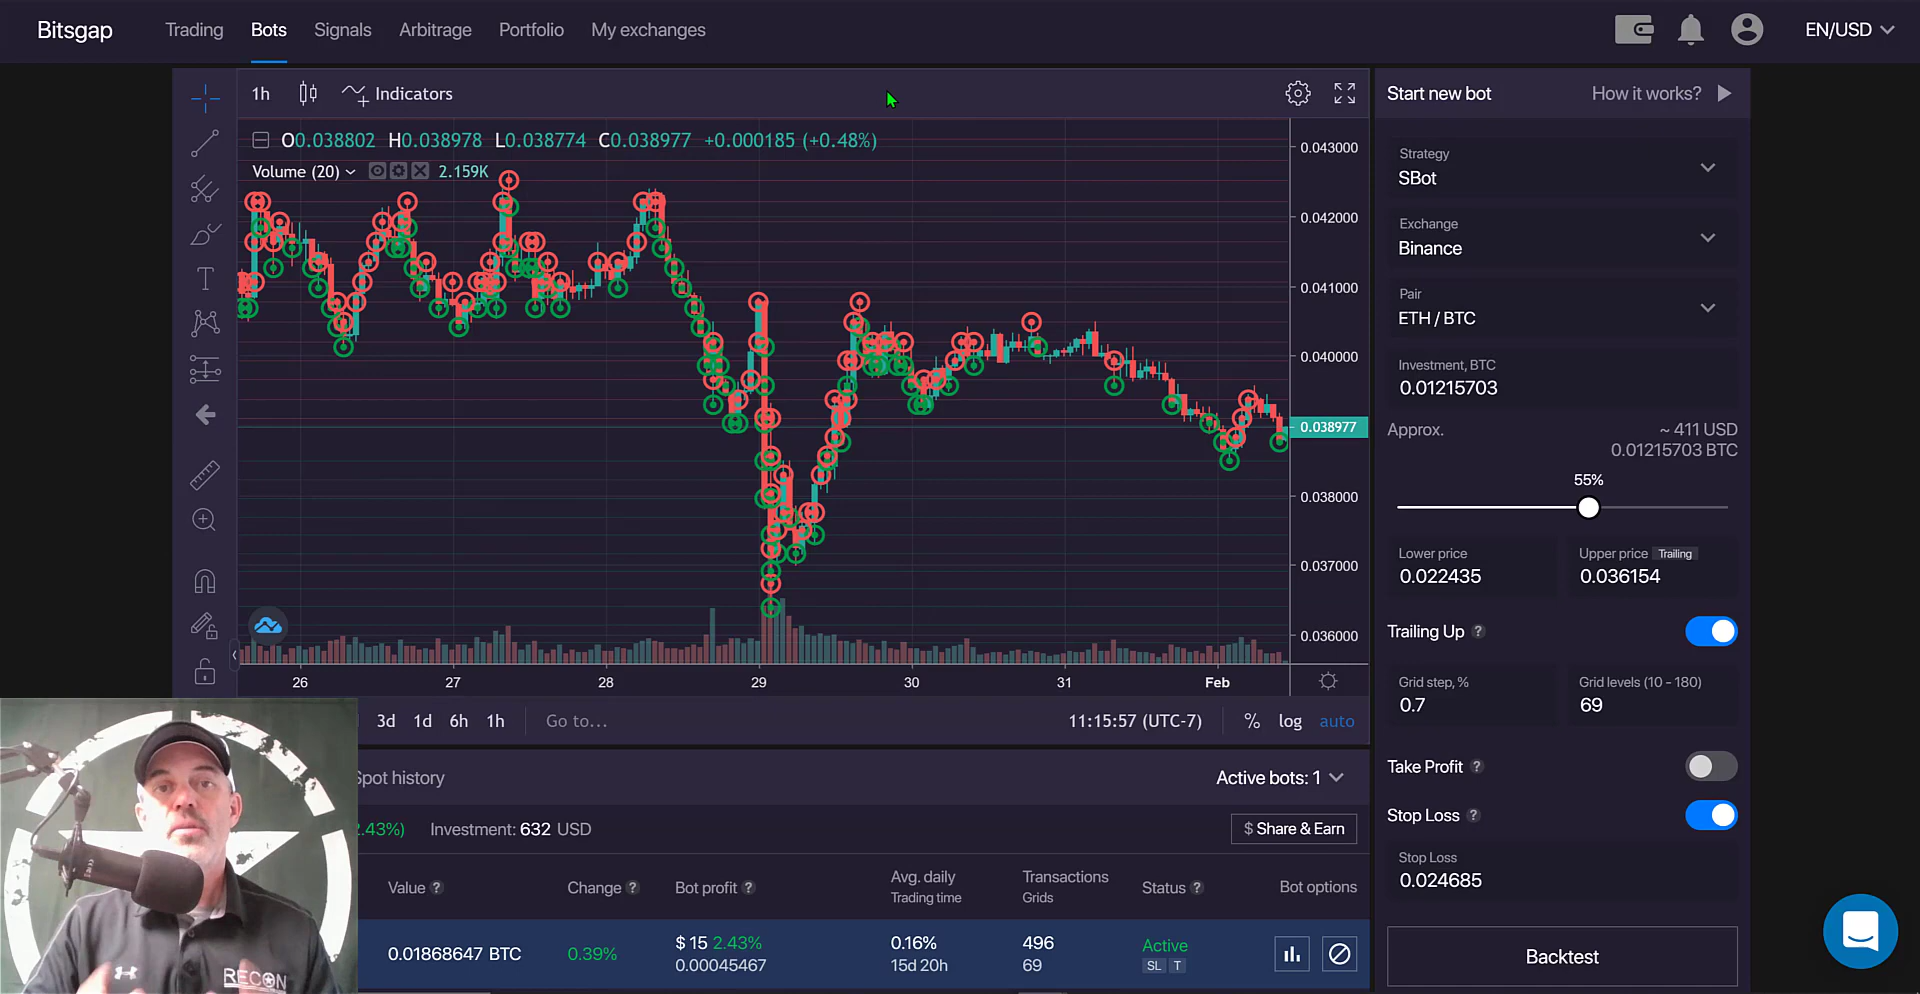 Bitsgap
Trading Bots Signals Arbitrage Portfolio My exchanges
EN/USD
1h Indicators
O0.038802 H0.038978 L0.038774 C0.038977 +0.000185 (+0.48%)
Volume (20) 2.159K
0.043000
0.042000
0.041000
0.040000
0.038977
0.038000
0.037000
0.036000
26 27 28 29 30 31 Feb
3d 1d 6h 1h Go to... 11:15:57 (UTC-7) % log auto
Spot history Active bots: 1
2.43%) Investment: 632 USD $ Share & Earn
Value ? Change ? Bot profit ? Avg. daily Transactions Status ? Bot options
Trading time Grids
0.01868647 BTC 0.39% $ 15 2.43% 0.16% 496 Active
0.00045467 15d 20h 69 SL T
RECON
Start new bot How it works?
Strategy
SBot
Exchange
Binance
Pair
ETH / BTC
Investment, BTC
0.01215703
Approx. ~ 411 USD
0.01215703 BTC
55%
Lower price Upper price Trailing
0.022435 0.036154
Trailing Up ?
Grid step, % Grid levels (10 - 180)
0.7 69
Take Profit ?
Stop Loss ?
Stop Loss
0.024685
Backtest